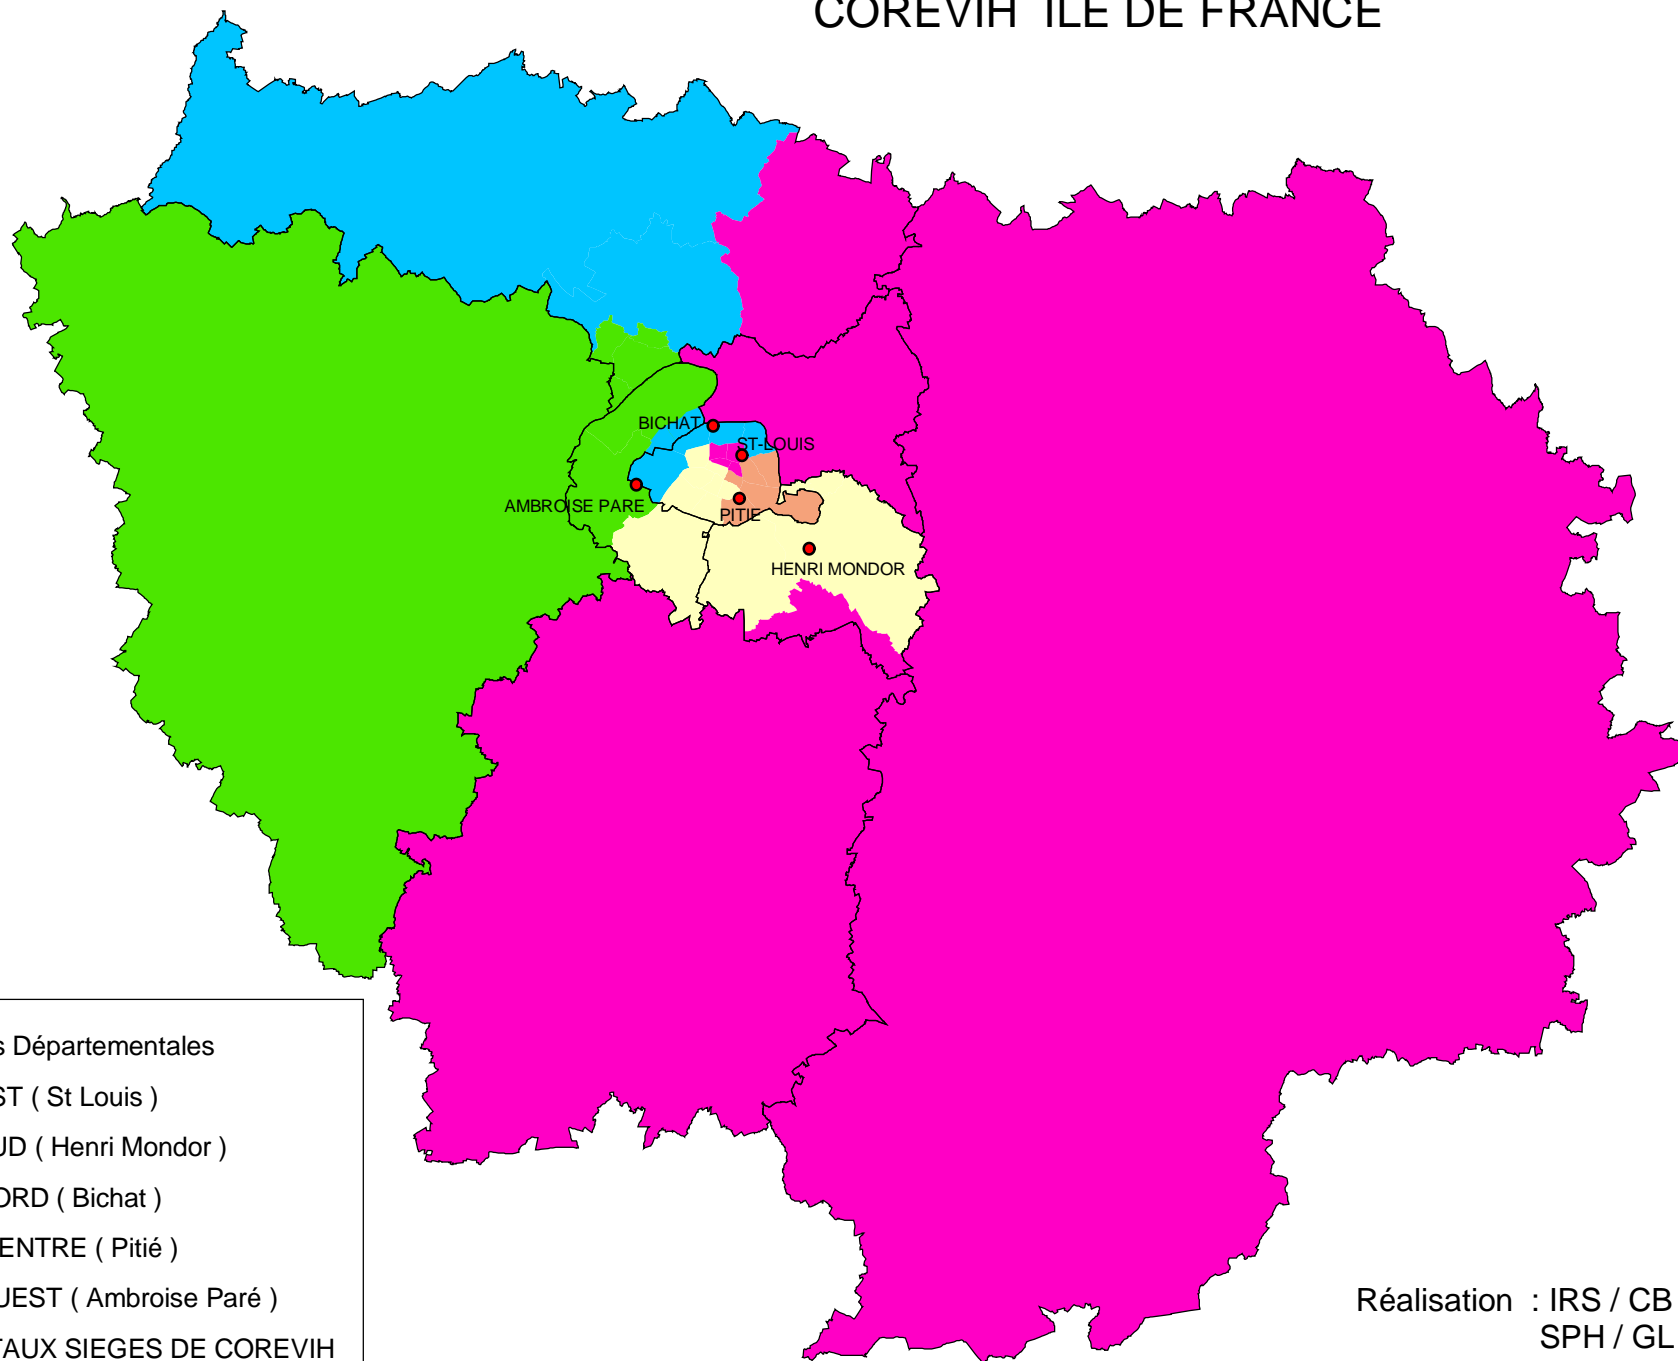 COREVIH ILE DE FRANCE
BICHAT
ST-LOUIS
AMBROISE PARE
PITIE
HENRI MONDOR
s Départementales
ST ( St Louis )
UD ( Henri Mondor )
ORD ( Bichat )
ENTRE ( Pitié )
UEST ( Ambroise Paré )
TAUX SIEGES DE COREVIH
Réalisation : IRS / CB
SPH / GL